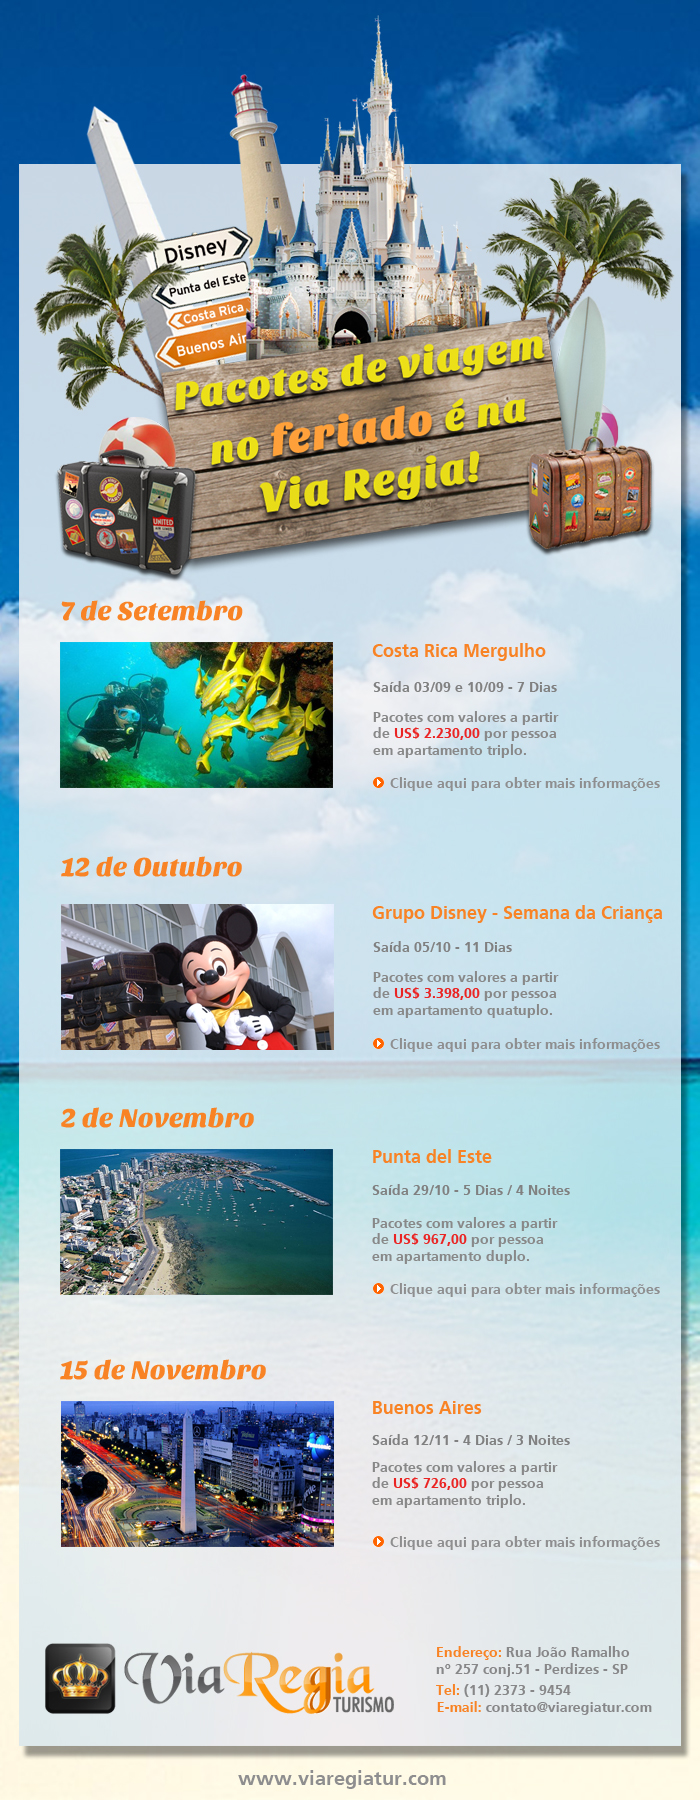 Disney
Punta del Este
Costa Rica
Buenos Air
Pacotes de viagem
no feriado é na
Via Regia!
MEXICO
UNITED
7 de Setembro
Costa Rica Mergulho
Saída 03/09 e 10/09 - 7 Dias
Pacotes com valores a partir
de US$ 2.230,00 por pessoa
em apartamento triplo.
Clique aqui para obter mais informações
12 de Outubro
Grupo Disney - Semana da Criança
Saída 05/10 - 11 Dias
Pacotes com valores a partir
de US$ 3.398,00 por pessoa
em apartamento quatuplo.
Clique aqui para obter mais informações
2 de Novembro
Punta del Este
Saída 29/10 - 5 Dias / 4 Noites
Pacotes com valores a partir
de US$ 967,00 por pessoa
em apartamento duplo.
Clique aqui para obter mais informações
15 de Novembro
Buenos Aires
Saída 12/11 - 4 Dias / 3 Noites
Pacotes com valores a partir
de US$ 726,00 por pessoa
em apartamento triplo.
Clique aqui para obter mais informações
Via Regia
TURISMO
Endereço: Rua João Ramalho
nº 257 conj.51 - Perdizes - SP
Tel: (11) 2373 - 9454
E-mail: contato@viaregiatur.com
www.viaregiatur.com